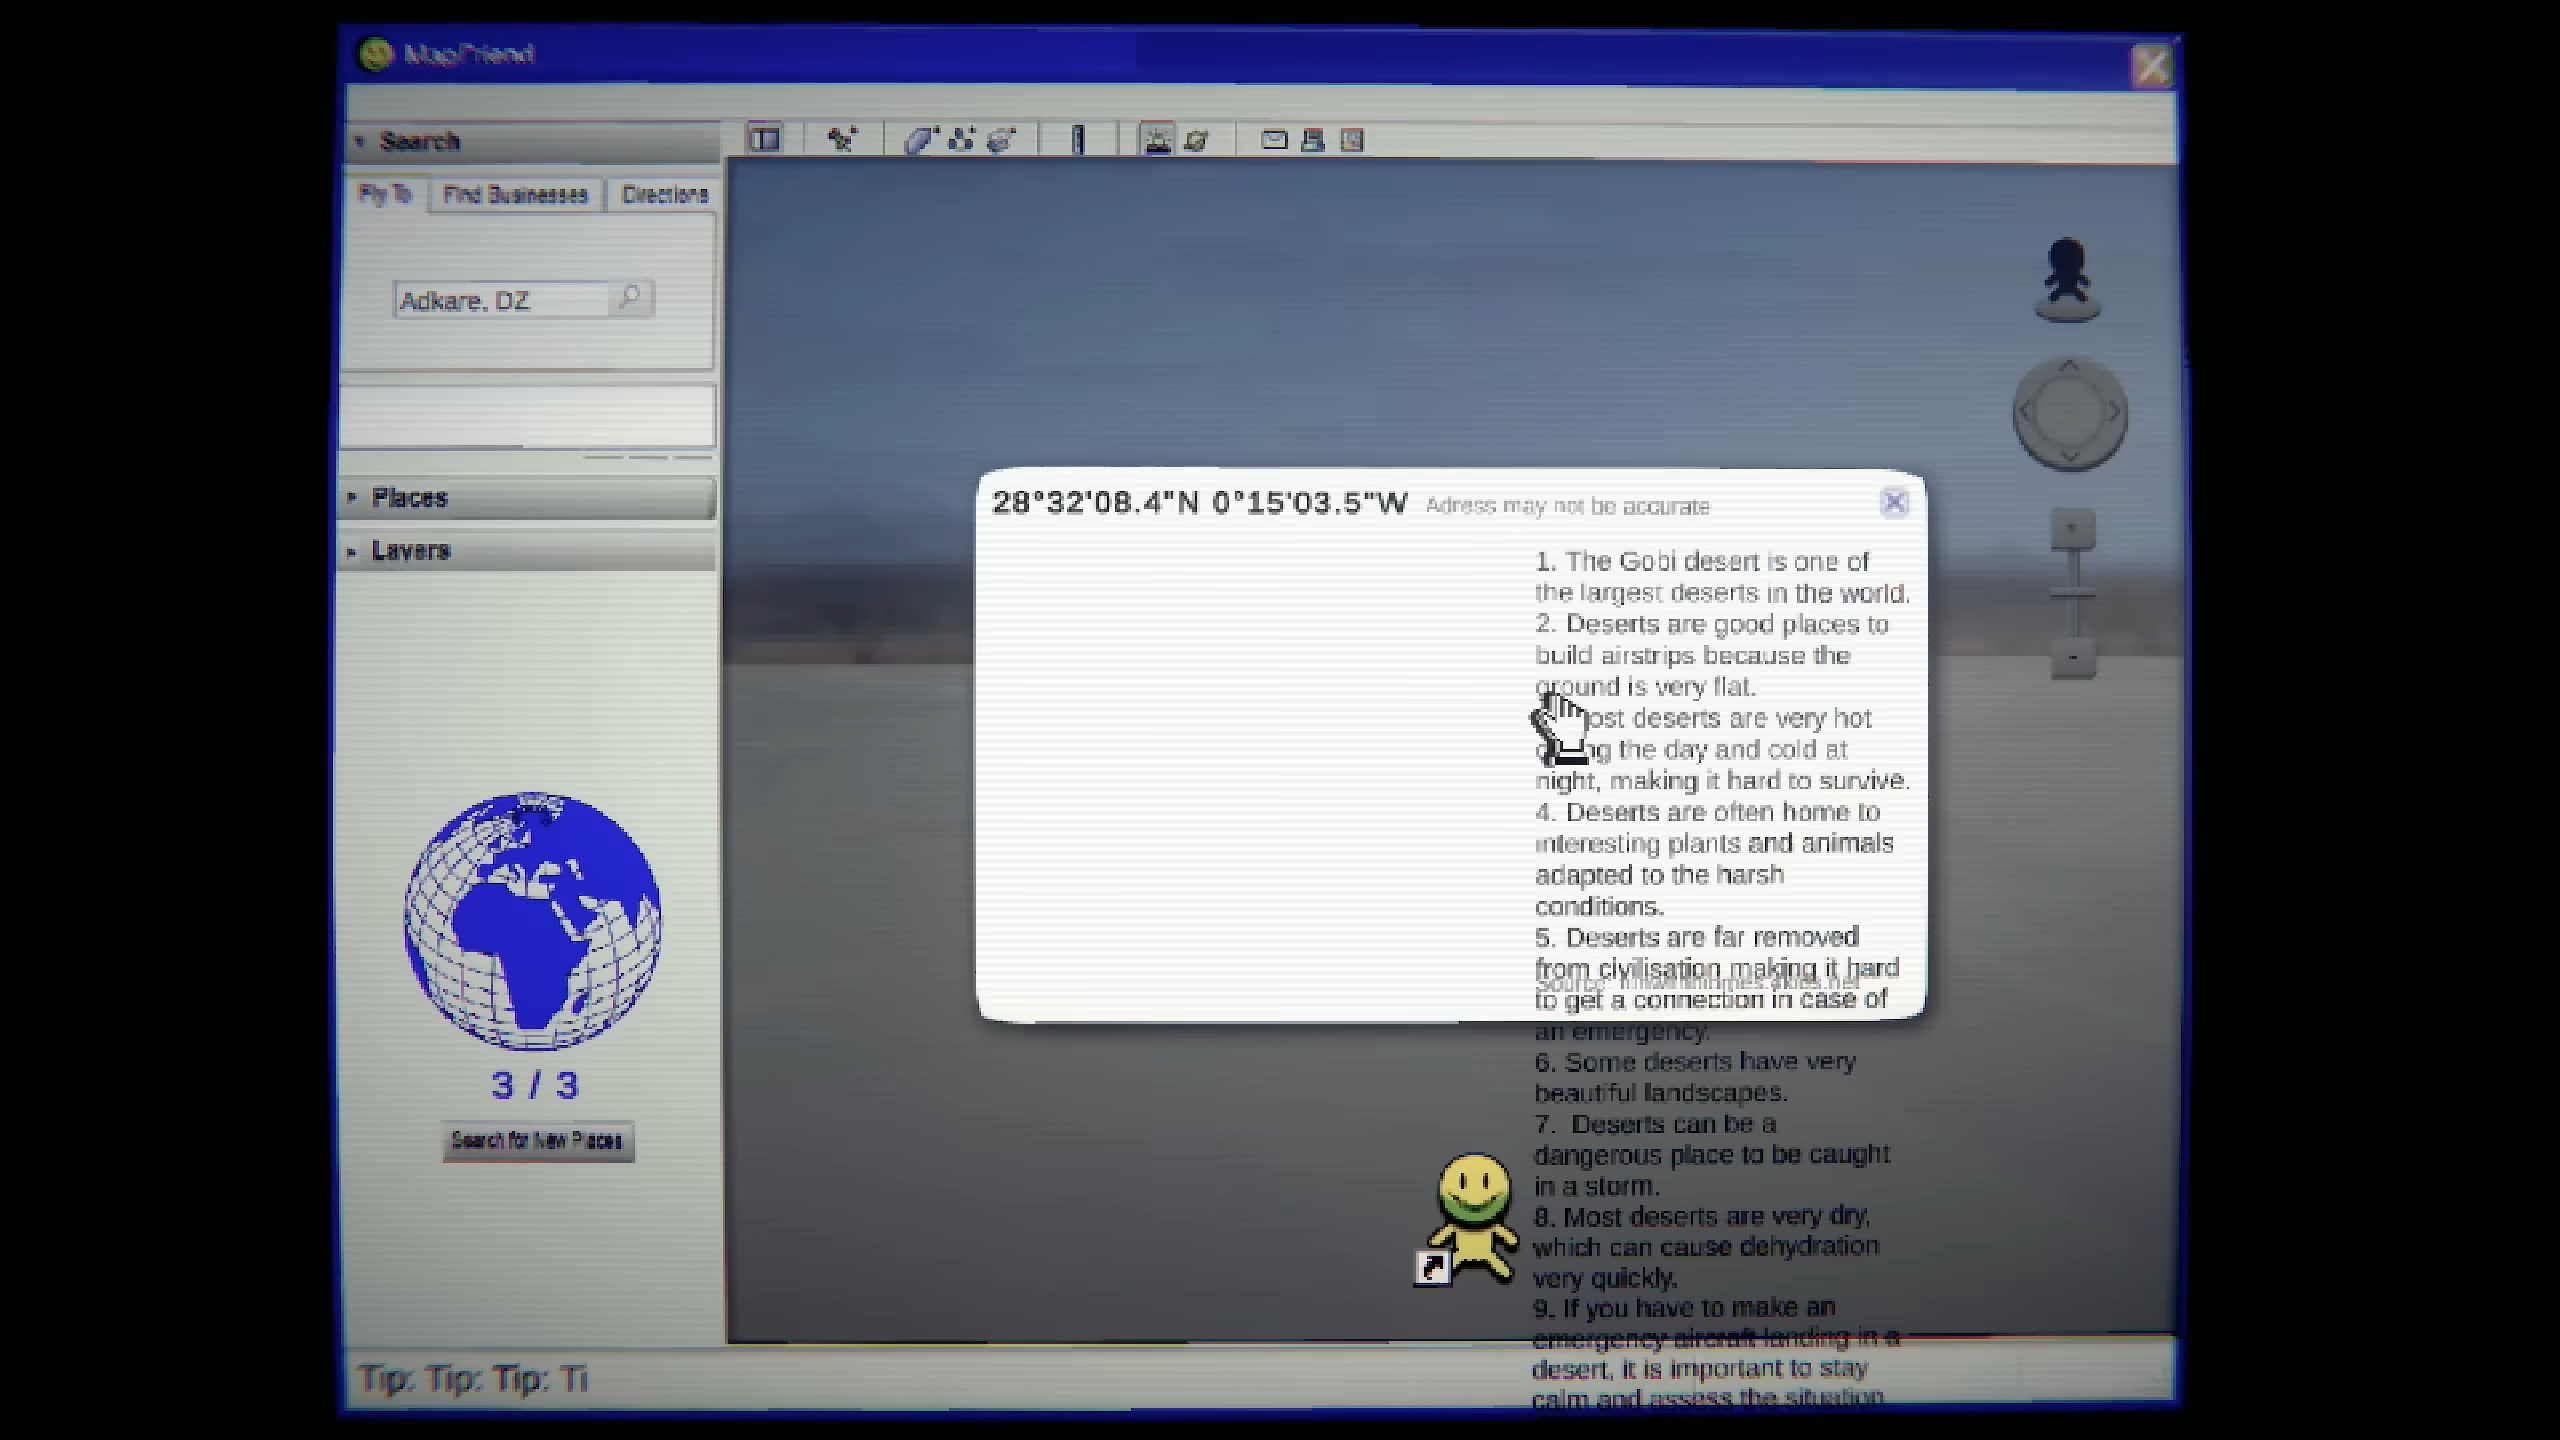 MapFriend
Search
Fly To
Find Businesses
Directions
Adkare, DZ
Places
Layers
3 / 3
Search for New Places
28°32'08.4"N 0°15'03.5"W
Adress may not be accurate
1. The Gobi desert is one of
the largest deserts in the world.
2. Deserts are good places to
build airstrips because the
ground is very flat.
deserts are very hot
the day and cold at
night, making it hard to survive.
4. Deserts are often home to
interesting plants and animals
adapted to the harsh
conditions.
5. Deserts are far removed
from civilisation making it hard
Source:
to get a connection in case of
an emergency.
6. Some deserts have very
beautiful landscapes.
7. Deserts can be a
dangerous place to be caught
in a storm.
8. Most deserts are very dry,
which can cause dehydration
very quickly.
9. If you have to make an
emergency aircraft landing in a
desert, it is important to stay
calm and assess the situation
Tip: Tip: Tip: Ti